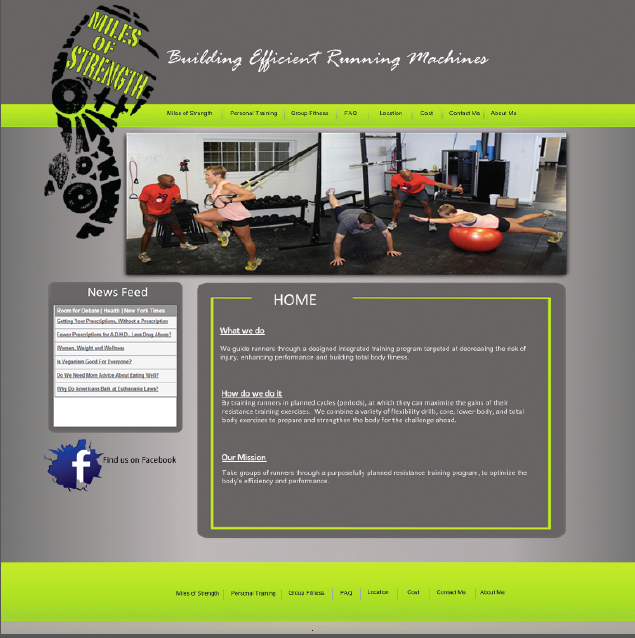 MILES
OF
STRENGTH
Building Efficient Running Machines
Miles of Strength Personal Training Group Fitness FAQ Location Cost Contact Me About Me
News Feed
Room for Debate | Health | New York Times
Getting Your Prescriptions, Without a Prescription
Fewer Prescriptions for A.D.H.D., Less Drug Abuse?
Women, Weight and Wellness
Is Veganism Good For Everyone?
Do We Need More Advice About Eating Well?
Why Do Americans Balk at Euthanasia Laws?
f
Find us on Facebook
HOME
What we do
We guide runners through a designed integrated training program targeted at decreasing the risk of
injury, enhancing performance and building total body fitness.
How do we do it
By training runners in planned cycles (periods), at which they can maximize the gains of their
resistance training exercises. We combine a variety of flexibility drills, core, lower-body, and total
body exercises to prepare and strengthen the body for the challenge ahead.
Our Mission
Take groups of runners through a purposefully planned resistance training program, to optimize the
body's efficiency and performance.
Miles of Strength Personal Training Group Fitness FAQ Location Cost Contact Me About Me